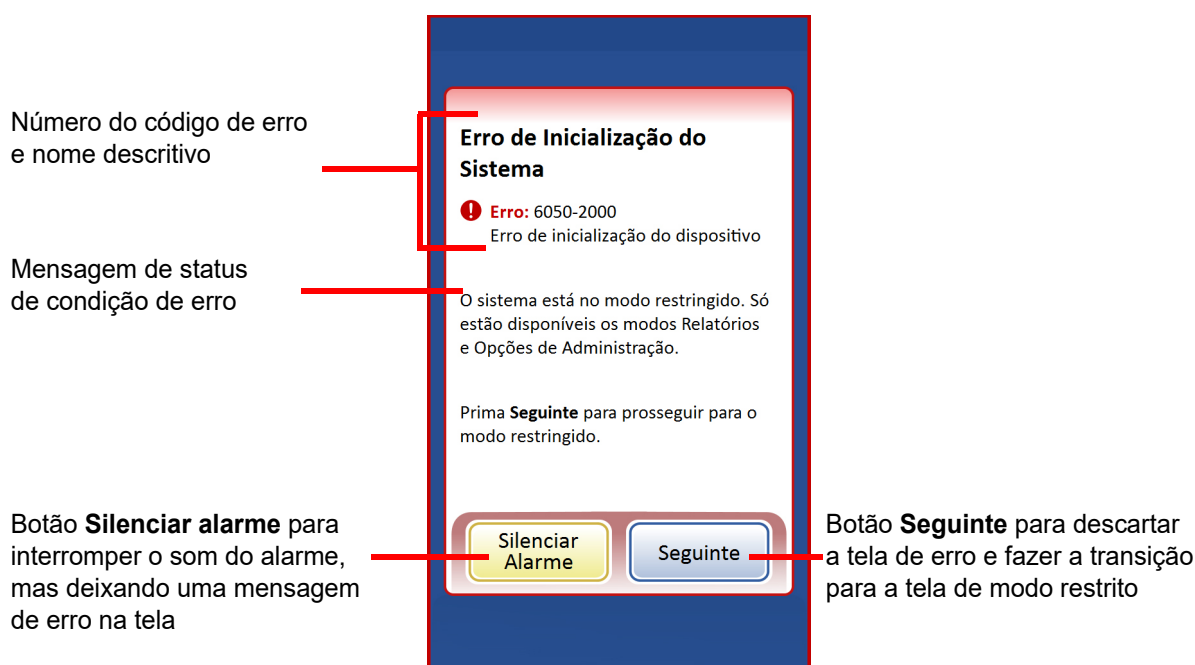 Número do código de erro
e nome descritivo
Erro de Inicialização do
Sistema
Erro: 6050-2000
Erro de inicialização do dispositivo
Mensagem de status
de condição de erro
O sistema está no modo restringido. Só
estão disponíveis os modos Relatórios
e Opções de Administração.
Prima Seguinte para prosseguir para o
modo restringido.
Botão Silenciar alarme para
interromper o som do alarme,
mas deixando uma mensagem
de erro na tela
Silenciar
Alarme
Seguinte
Botão Seguinte para descartar
a tela de erro e fazer a transição
para a tela de modo restrito